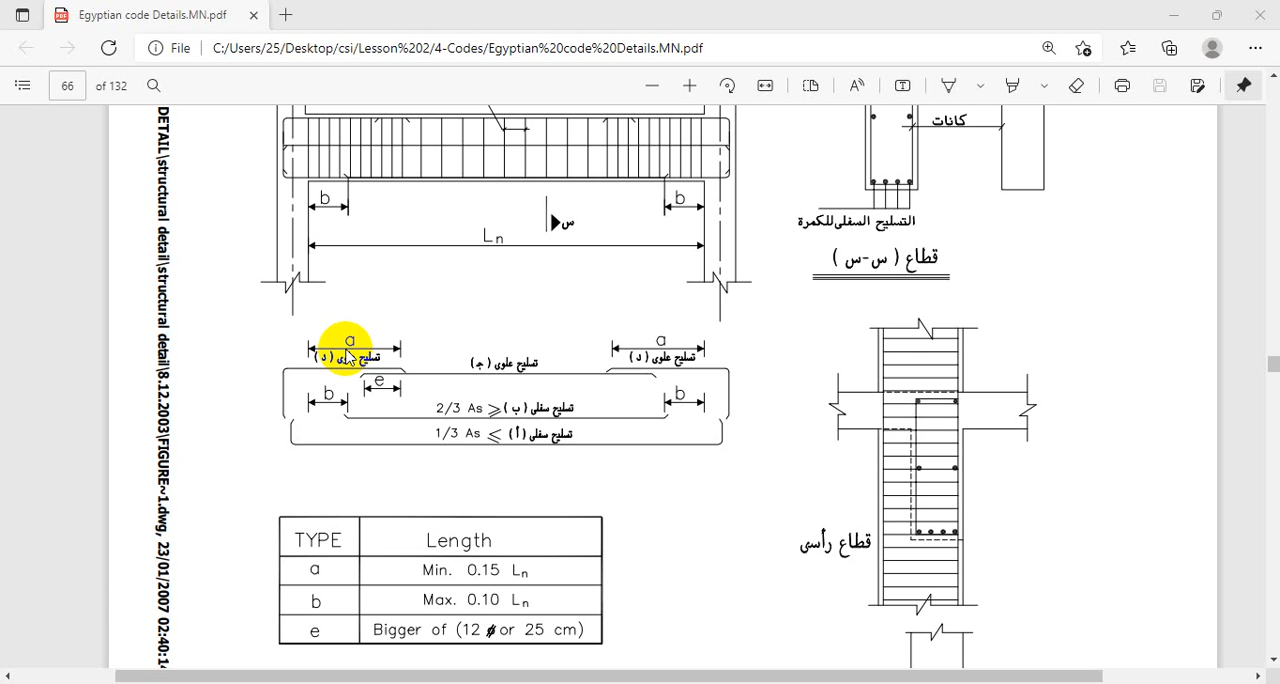 Egyptian code Details.MN.pdf
File
C:/Users/25/Desktop/csi/Lesson%202/4-Codes/Egyptian%20code%20Details.MN.pdf
66
of 132
DETAIL\structural detail\structural detail\8.12.2003\FIGURE~1.dwg, 23/01/2007 02:40:14
كانات
b
b
التسليح السفلى للكمرة
س
Ln
قطاع ( س-س )
a
a
تسليح علوى ( د )
تسليح علوى ( ج )
تسليح علوى ( د )
e
b
b
2/3 As ⩾ تسليح سفلى ( ب )
1/3 As ⩽ تسليح سفلى ( أ )
TYPE Length
قطاع رأسى
a Min. 0.15 Ln
b Max. 0.10 Ln
e Bigger of (12 ø or 25 cm)